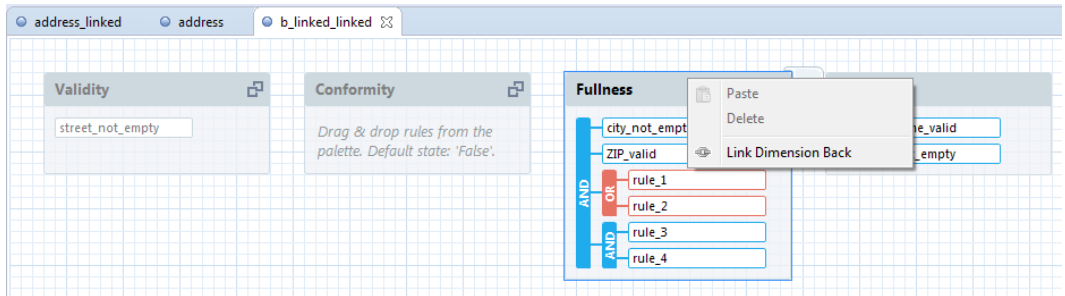 address_linked
address
b_linked_linked
Validity
street_not_empty
Conformity
Drag & drop rules from the
palette. Default state: 'False'.
Fullness
AND
city_not_empt
ZIP_valid
OR
rule_1
rule_2
AND
rule_3
rule_4
Paste
Delete
Link Dimension Back
e_valid
_empty